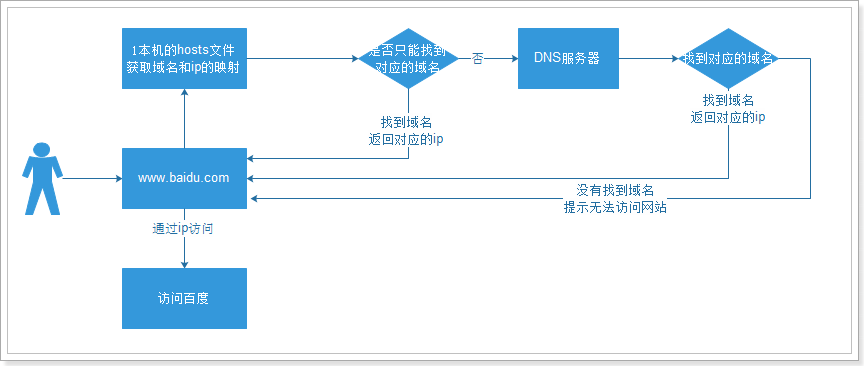 1本机的hosts文件
获取域名和ip的映射
是否只能找到
对应的域名
否
DNS服务器
找到对应的域名
找到域名
返回对应的ip
找到域名
返回对应的ip
www.baidu.com
没有找到域名
提示无法访问网站
通过ip访问
访问百度